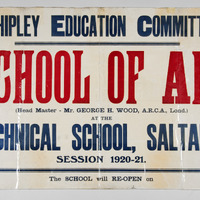 HIPLEY EDUCATION COMMITT
CHOOL OF A
(Head Master - Mr. GEORGE H. WOOD, A.R.C.A., Lond.)
AT THE
CHNICAL SCHOOL, SALTA
SESSION 1920-21.
The SCHOOL will RE-OPEN on